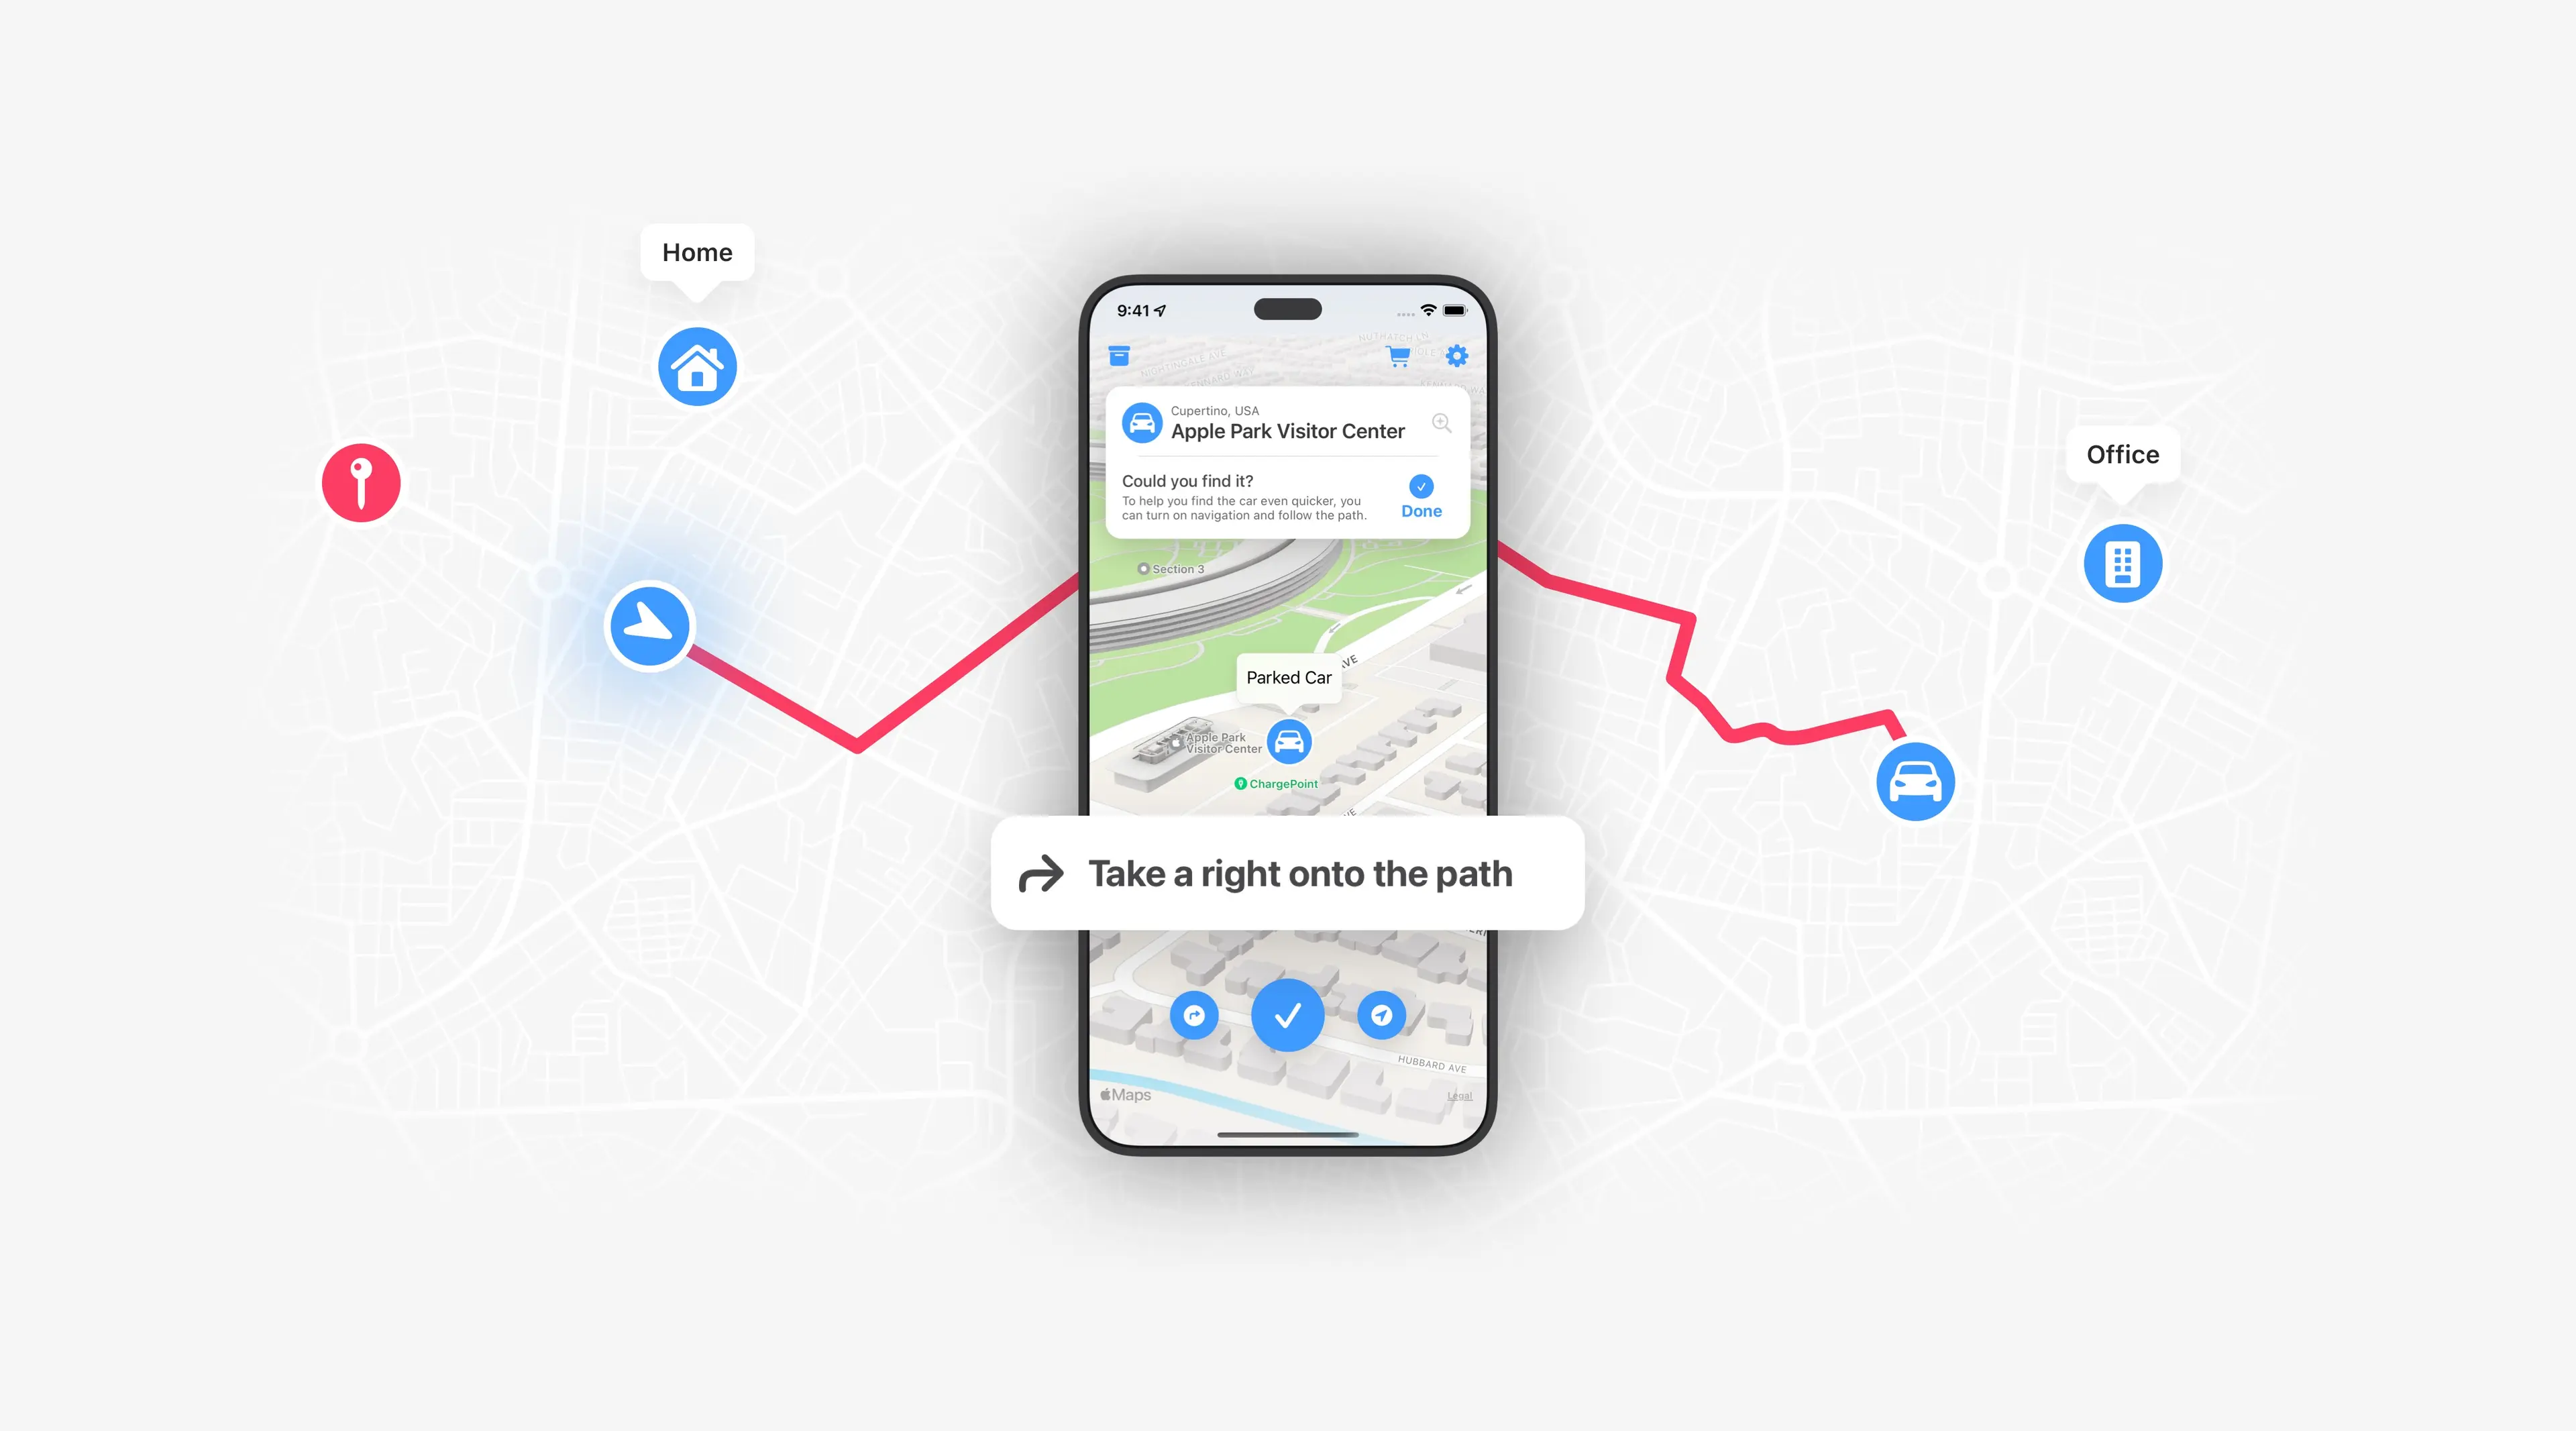 Home
Office
9:41
NUTHATCH LN
NIGHTINGALE AVE
Cupertino, USA
Apple Park Visitor Center
Could you find it?
To help you find the car even quicker, you
can turn on navigation and follow the path.
Done
Section 3
AVE
Parked Car
Apple Park
Visitor Center
ChargePoint
Take a right onto the path
HUBBARD AVE
Maps
Legal